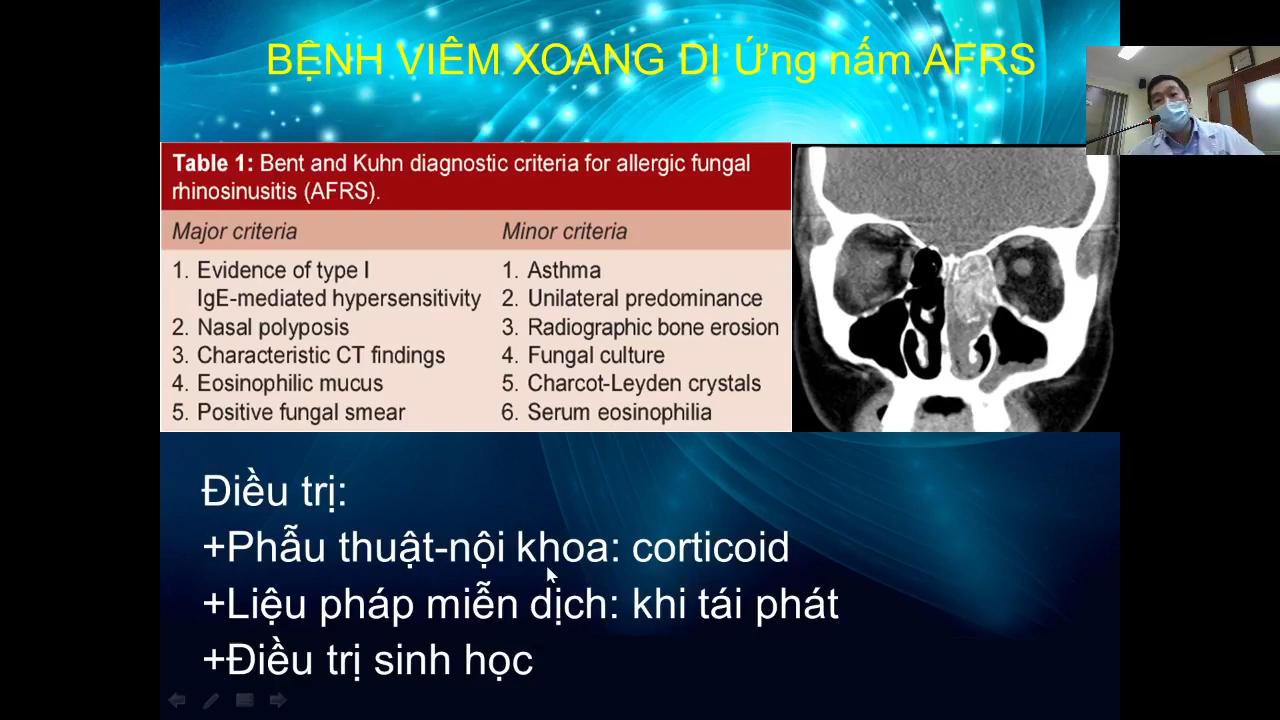 BỆNH VIÊM XOANG DỊ Ứng nấm AFRS
Table 1: Bent and Kuhn diagnostic criteria for allergic fungal
rhinosinusitis (AFRS).
Major criteria
1. Evidence of type I
IgE-mediated hypersensitivity
2. Nasal polyposis
3. Characteristic CT findings
4. Eosinophilic mucus
5. Positive fungal smear
Minor criteria
1. Asthma
2. Unilateral predominance
3. Radiographic bone erosion
4. Fungal culture
5. Charcot-Leyden crystals
6. Serum eosinophilia
Điều trị:
+Phẫu thuật-nội khoa: corticoid
+Liệu pháp miễn dịch: khi tái phát
+Điều trị sinh học